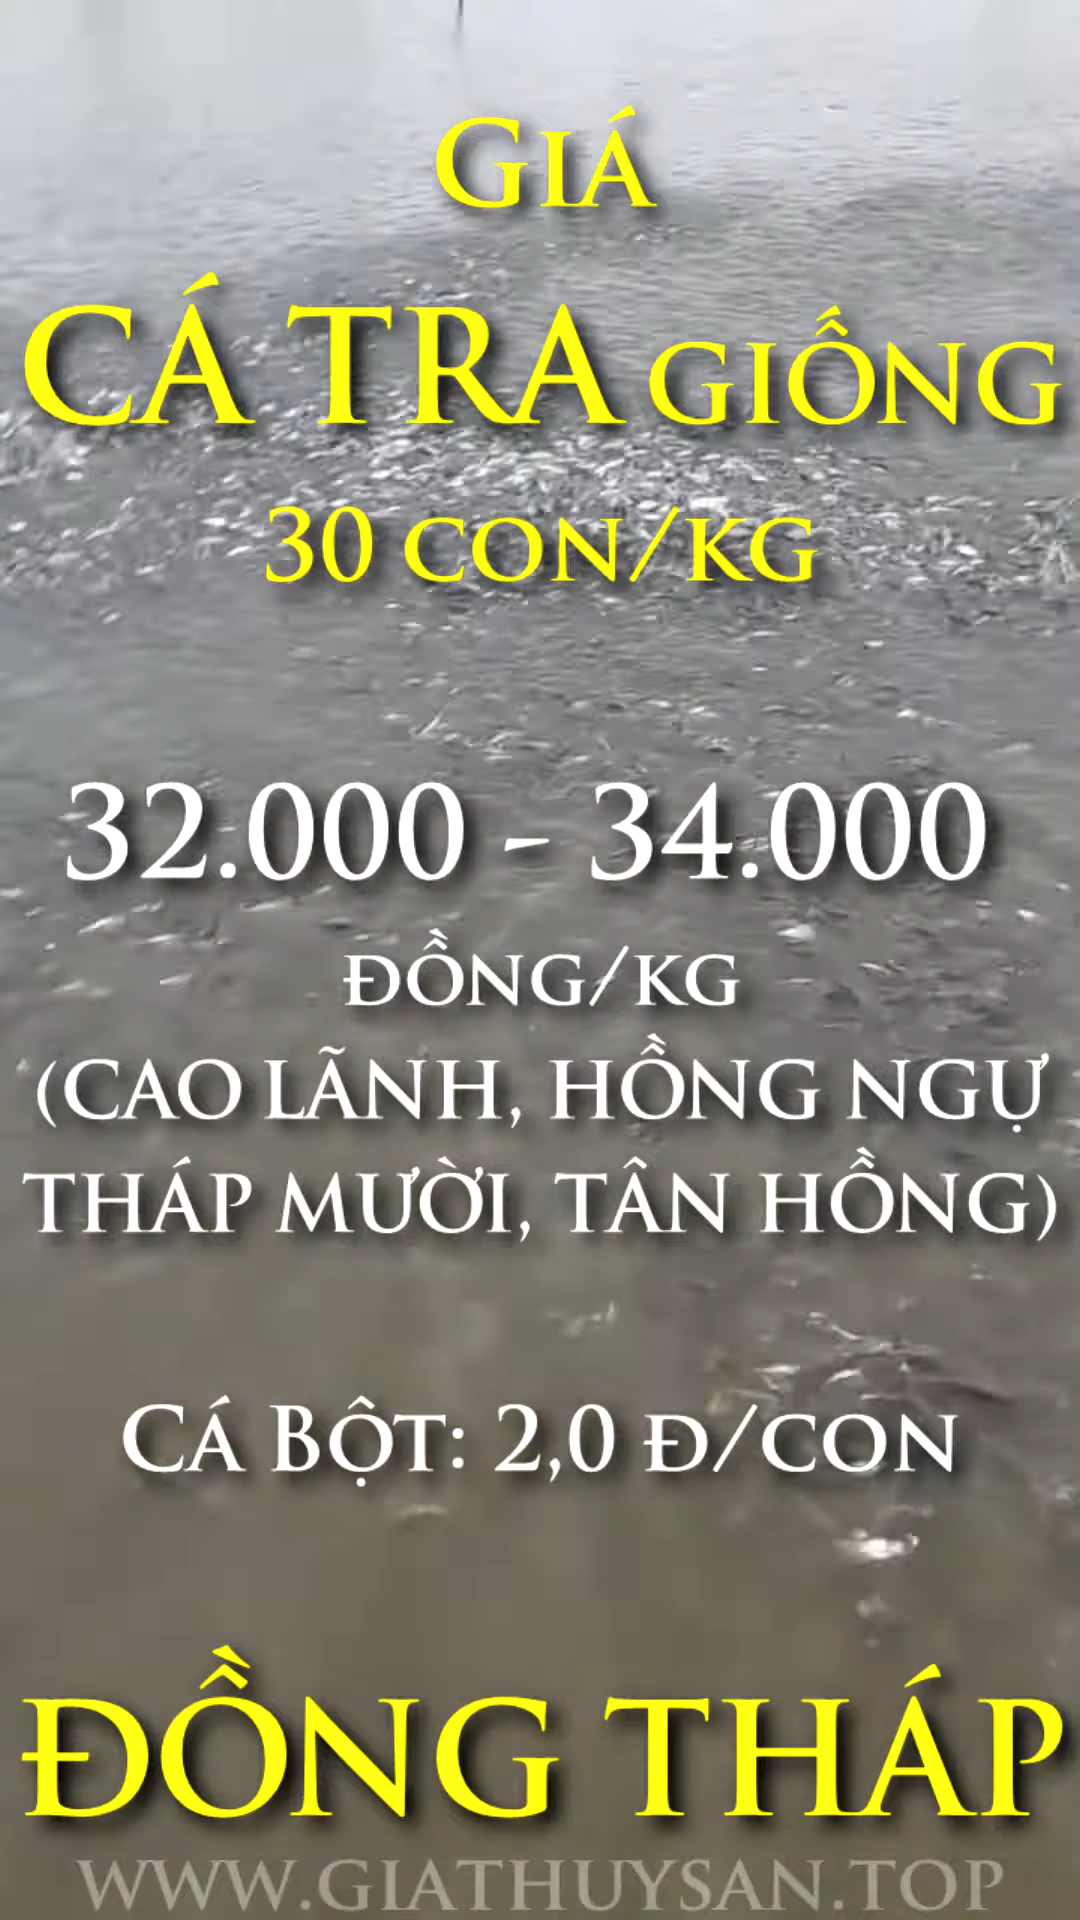 GIÁ
CÁ TRA GIỐNG
30 CON/KG
32.000 - 34.000
ĐỒNG/KG
(CAO LÃNH, HỒNG NGỰ
THÁP MƯỜI, TÂN HỒNG)
CÁ BỘT: 2,0 Đ/CON
ĐỒNG THÁP
WWW.GIATHUYSAN.TOP